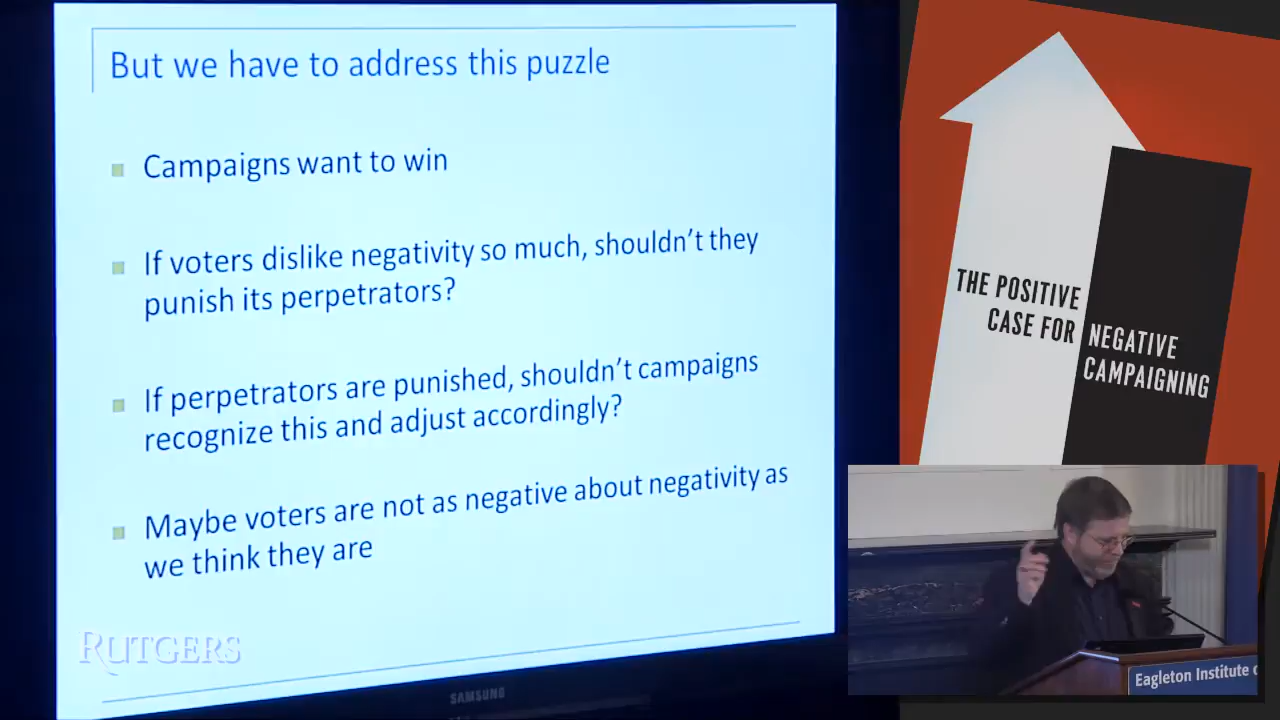 But we have to address this puzzle
Campaigns want to win
If voters dislike negativity so much, shouldn't they
punish its perpetrators?
If perpetrators are punished, shouldn't campaigns
recognize this and adjust accordingly?
Maybe voters are not as negative about negativity as
we think they are
RUTGERS
SAMSUNG
THE POSITIVE
CASE FOR
NEGATIVE
CAMPAIGNING
Eagleton Institute o